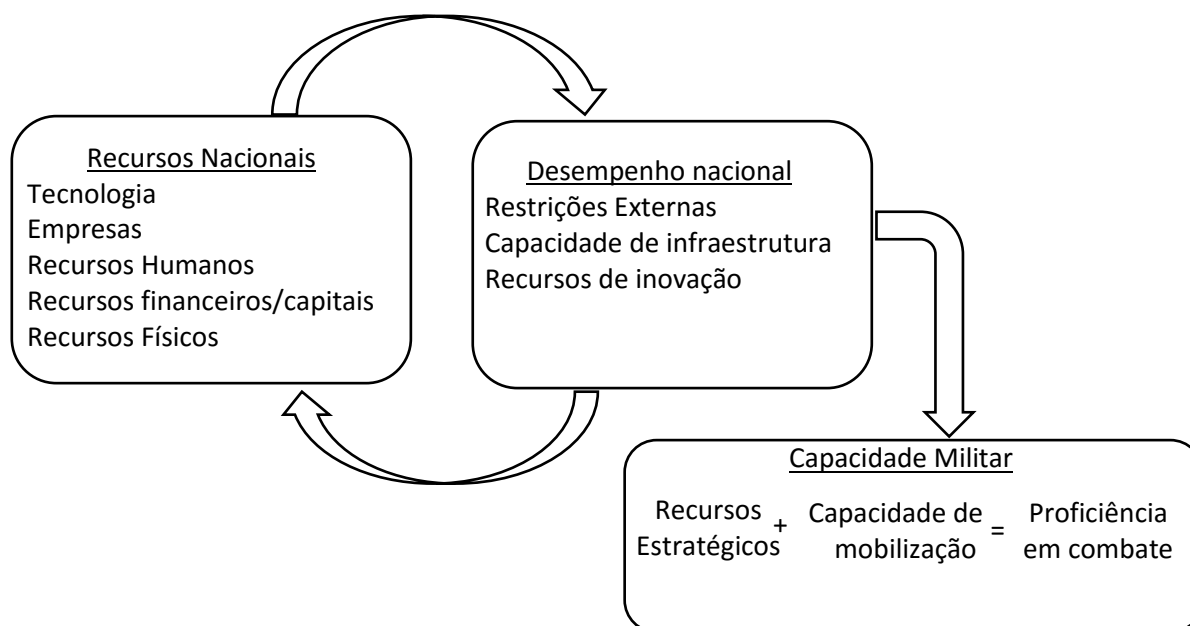 Recursos Nacionais
Tecnologia
Empresas
Recursos Humanos
Recursos financeiros/capitais
Recursos Físicos
Desempenho nacional
Restrições Externas
Capacidade de infraestrutura
Recursos de inovação
Capacidade Militar
Recursos
Estratégicos
+
Capacidade de
mobilização
=
Proficiência
em combate